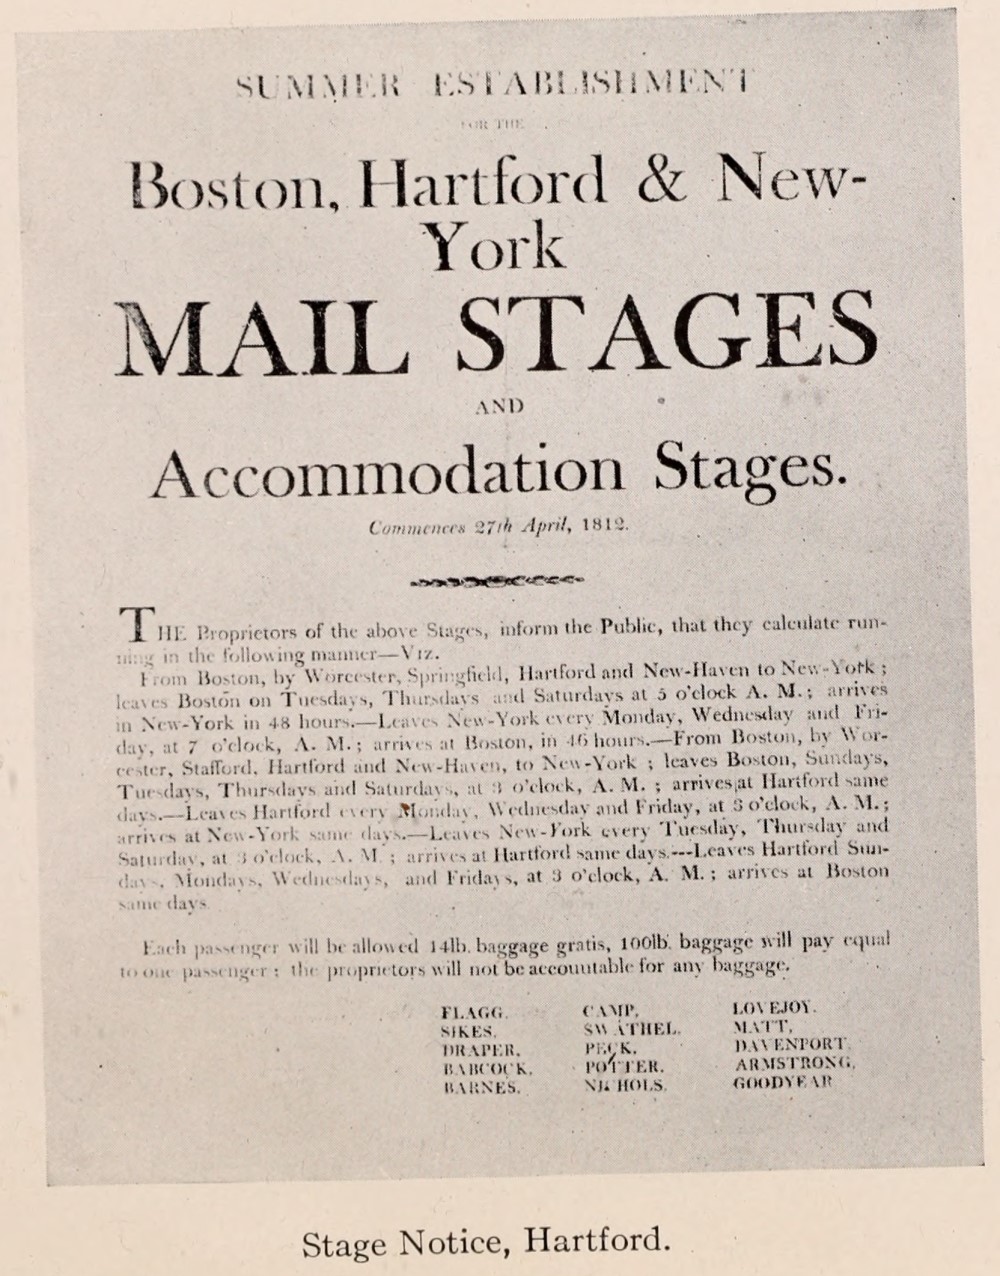 SUMMER ESTABLISHMENT
FOR THE
Boston, Hartford & New-
York
MAIL STAGES
AND
Accommodation Stages.
Commences 27th April, 1812.
THE Proprietors of the above Stages, inform the Public, that they calculate run-
ning in the following manner—Viz.
From Boston, by Worcester, Springfield, Hartford and New-Haven to New-York ;
leaves Boston on Tuesdays, Thursdays and Saturdays at 5 o'clock A. M. ; arrives
in New-York in 48 hours.—Leaves New-York every Monday, Wednesday and Fri-
day, at 7 o'clock, A. M. ; arrives at Boston, in 46 hours.—From Boston, by Wor-
cester, Stafford, Hartford and New-Haven, to New-York ; leaves Boston, Sundays,
Tuesdays, Thursdays and Saturdays, at 3 o'clock, A. M. ; arrives at Hartford same
days.—Leaves Hartford every Monday, Wednesday and Friday, at 3 o'clock, A. M. ;
arrives at New-York same days.—Leaves New-York every Tuesday, Thursday and
Saturday, at 3 o'clock, A. M. ; arrives at Hartford same days.---Leaves Hartford Sun-
days, Mondays, Wednesdays, and Fridays, at 3 o'clock, A. M. ; arrives at Boston
same days.
Each passenger will be allowed 14lb. baggage gratis, 100lb. baggage will pay equal
to one passenger ; the proprietors will not be accountable for any baggage.
FLAGG, CAMP, LOVEJOY,
SIKES, SWATHEL, MATT,
DRAPER, PECK, DAVENPORT,
BABCOCK, POTTER, ARMSTRONG,
BARNES, NICHOLS, GOODYEAR
Stage Notice, Hartford.